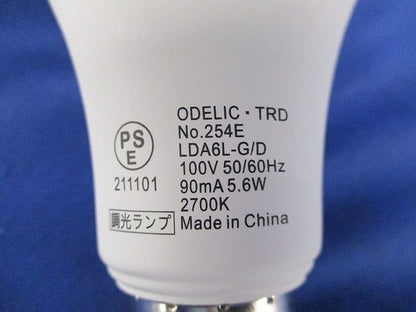 ODELIC・TRD
No.254E
LDA6L-G/D
100V 50/60Hz
90mA 5.6W
2700K
Made in China
PS
E
211101
調光ランプ